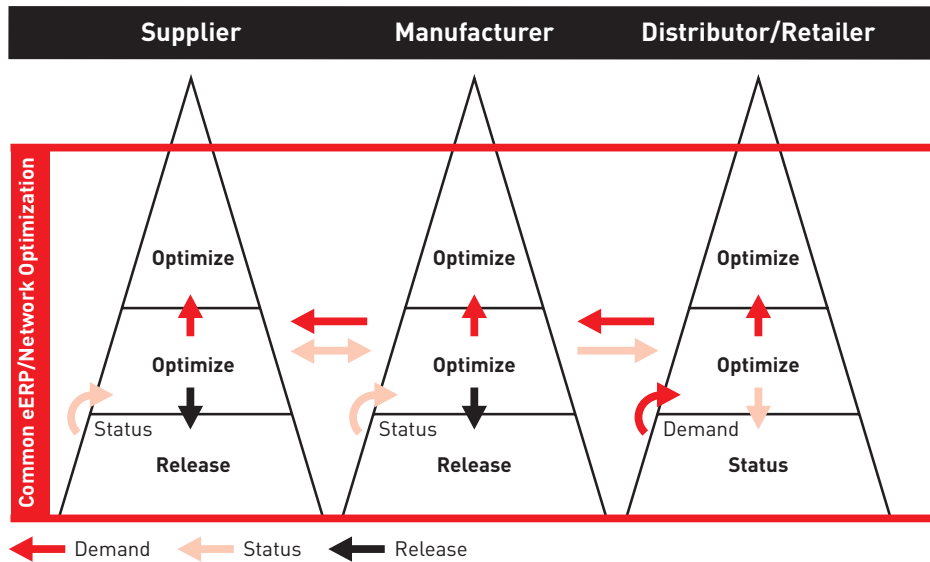 Supplier
Manufacturer
Distributor/Retailer
Common eERP/Network Optimization
Optimize
Optimize
Optimize
Optimize
Optimize
Optimize
Status
Status
Demand
Release
Release
Status
Demand
Status
Release